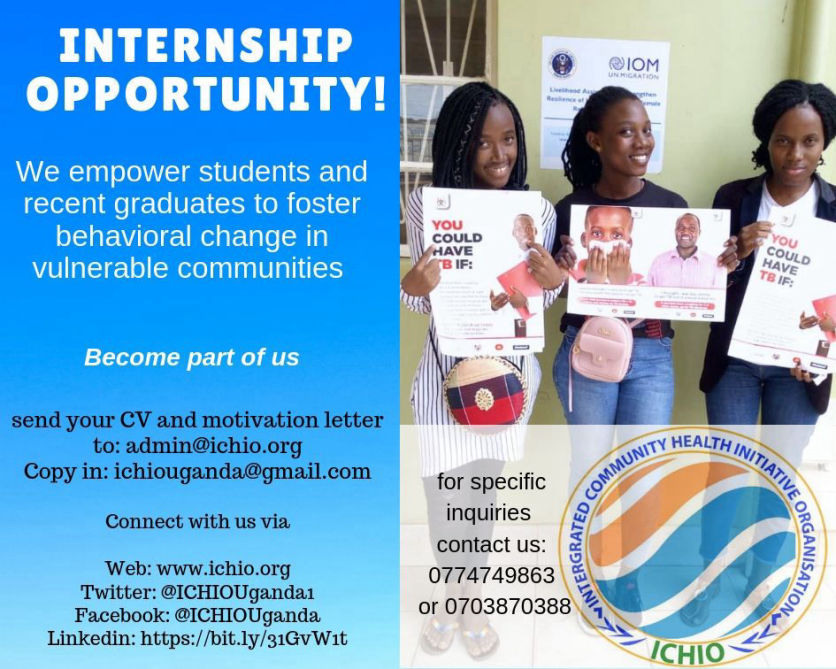 INTERNSHIP
OPPORTUNITY!
We empower students and
recent graduates to foster
behavioral change in
vulnerable communities
Become part of us
send your CV and motivation letter
to: admin@ichio.org
Copy in: ichiouganda@gmail.com
Connect with us via
Web: www.ichio.org
Twitter: @ICHIOUganda1
Facebook: @ICHIOUganda
Linkedin: https://bit.ly/31GvW1t
IOM
UN MIGRATION
YOU
COULD
HAVE
TB IF:
YOU
COULD
HAVE
TB IF:
for specific
inquiries
contact us:
0774749863
or 0703870388
INTERGRATED COMMUNITY HEALTH INITIATIVE ORGANISATION
ICHIO